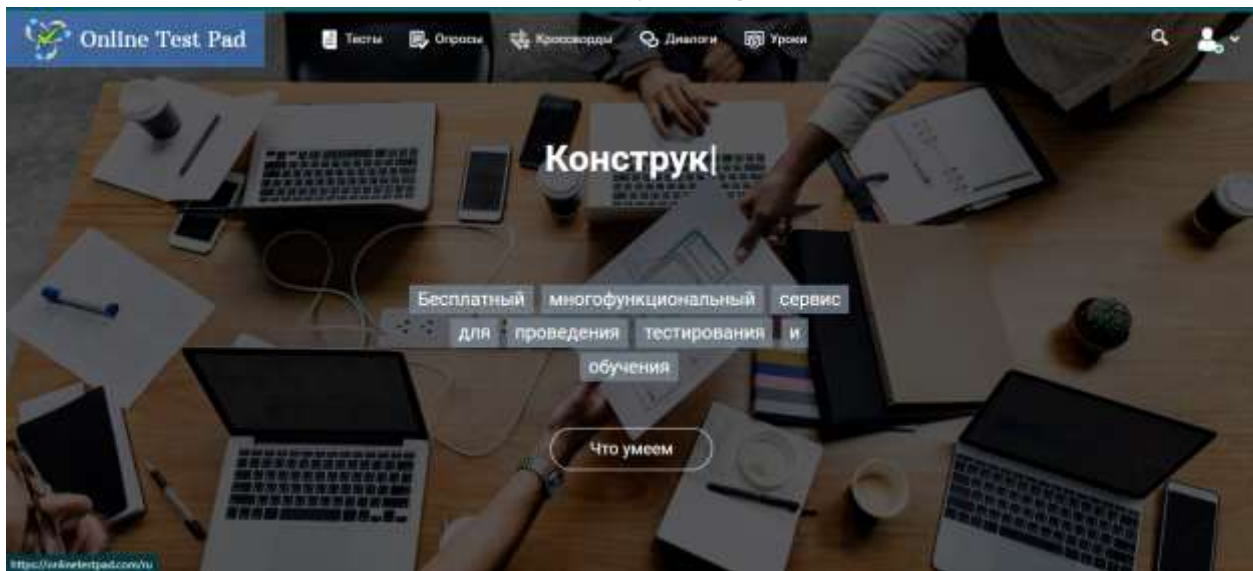 Online Test Pad
Тесты Опросы Кроссворды Диалоги Уроки
Конструк
Бесплатный многофункциональный сервис
для проведения тестирования и
обучения
Что умеем
https://onlinetestpad.com/ru